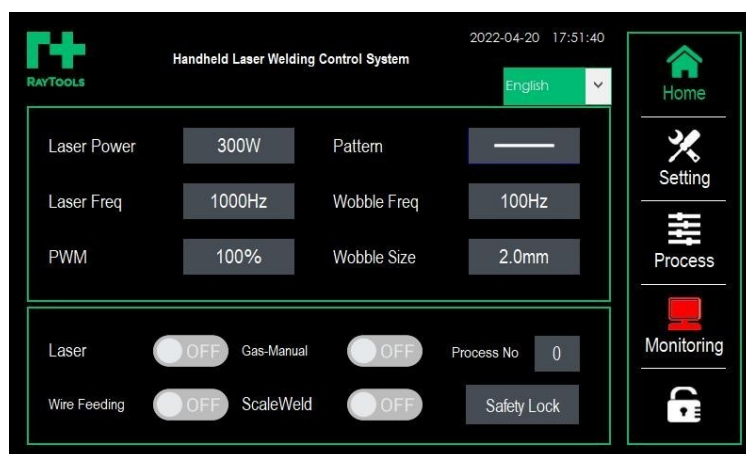 2022-04-20 17:51:40
RAYTOOLS
Handheld Laser Welding Control System
English
Home
Laser Power 300W Pattern
Setting
Laser Freq 1000Hz Wobble Freq 100Hz
PWM 100% Wobble Size 2.0mm
Process
Monitoring
Laser OFF Gas-Manual OFF Process No 0
Wire Feeding OFF ScaleWeld OFF Safety Lock